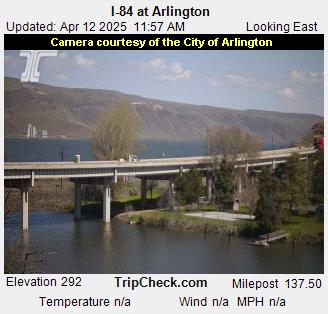 I-84 at Arlington
Updated: Apr 12 2025 11:57 AM Looking East
Camera courtesy of the City of Arlington
Elevation 292 TripCheck.com Milepost 137.50
Temperature n/a Wind n/a MPH n/a